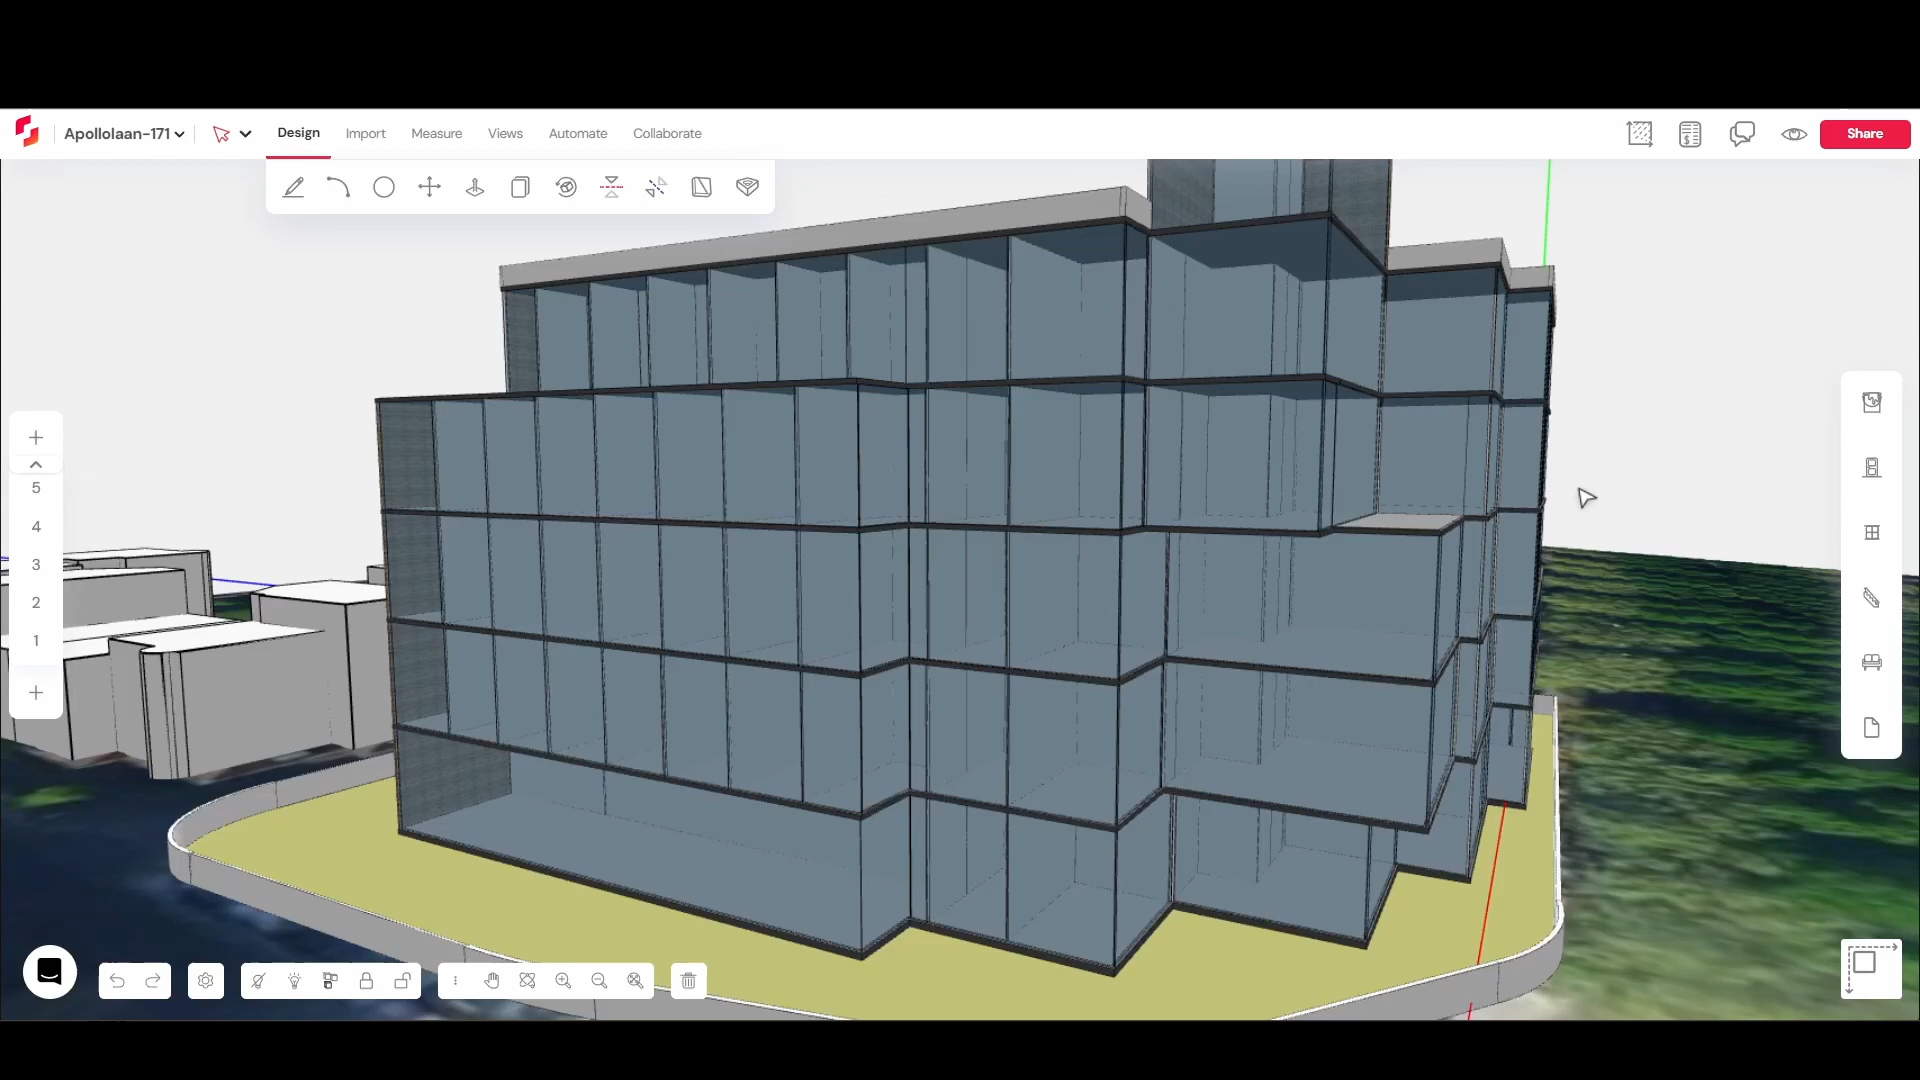 Apollolaan-171
Design
Import
Measure
Views
Automate
Collaborate
Share
5
4
3
2
1